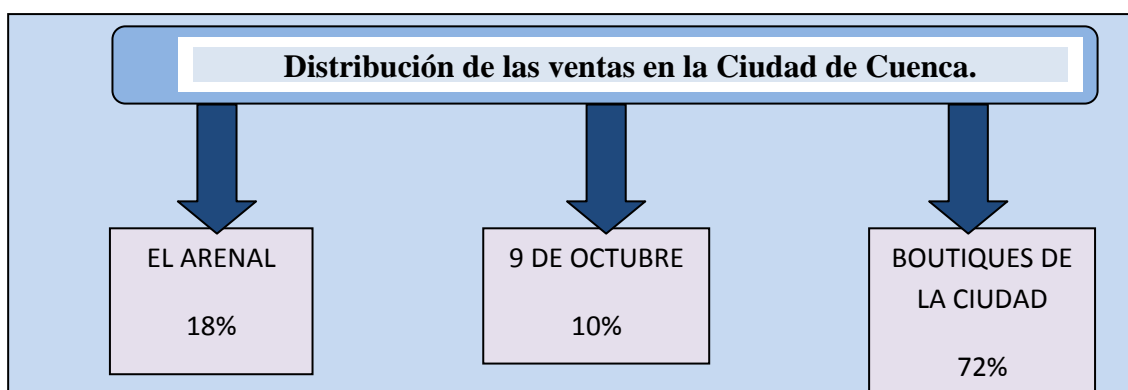 Distribución de las ventas en la Ciudad de Cuenca.
EL ARENAL
18%
9 DE OCTUBRE
10%
BOUTIQUES DE
LA CIUDAD
72%